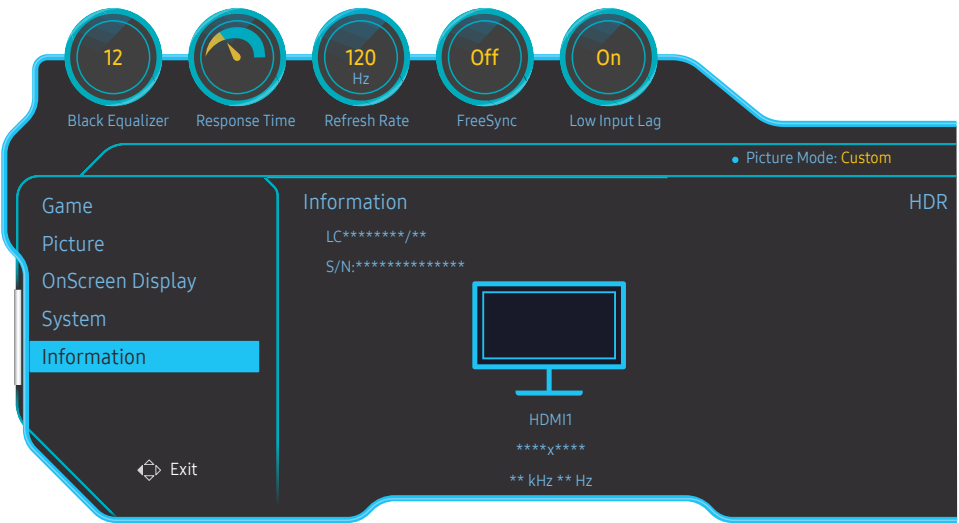 12
120
Hz
Off
On
Black Equalizer
Response Time
Refresh Rate
FreeSync
Low Input Lag
Picture Mode: Custom
Game
Picture
OnScreen Display
System
Information
Exit
Information
HDR
LC********/**
S/N:**************
HDMI1
****x****
** kHz ** Hz